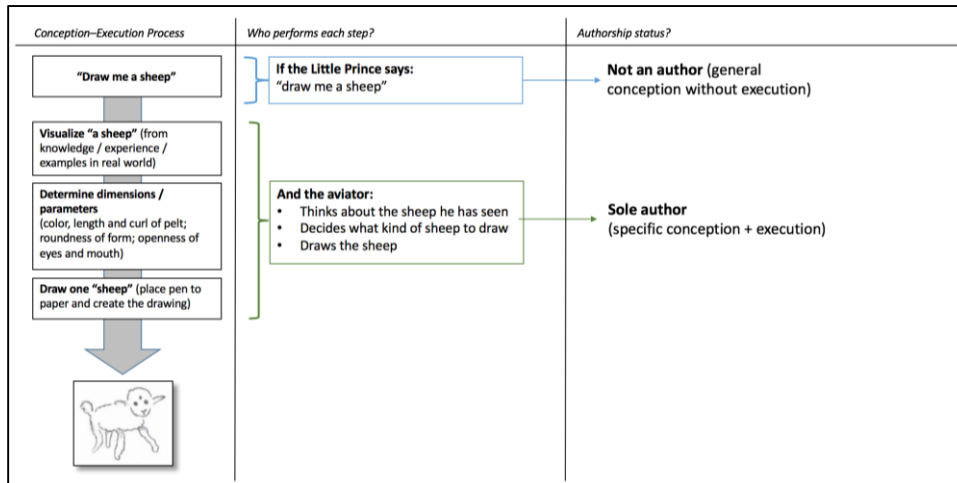 Conception–Execution Process
Who performs each step?
Authorship status?
“Draw me a sheep”
If the Little Prince says:
“draw me a sheep”
Not an author (general
conception without execution)
Visualize “a sheep” (from
knowledge / experience /
examples in real world)
Determine dimensions /
parameters
(color, length and curl of pelt;
roundness of form; openness of
eyes and mouth)
Draw one “sheep” (place pen to
paper and create the drawing)
And the aviator:
• Thinks about the sheep he has seen
• Decides what kind of sheep to draw
• Draws the sheep
Sole author
(specific conception + execution)